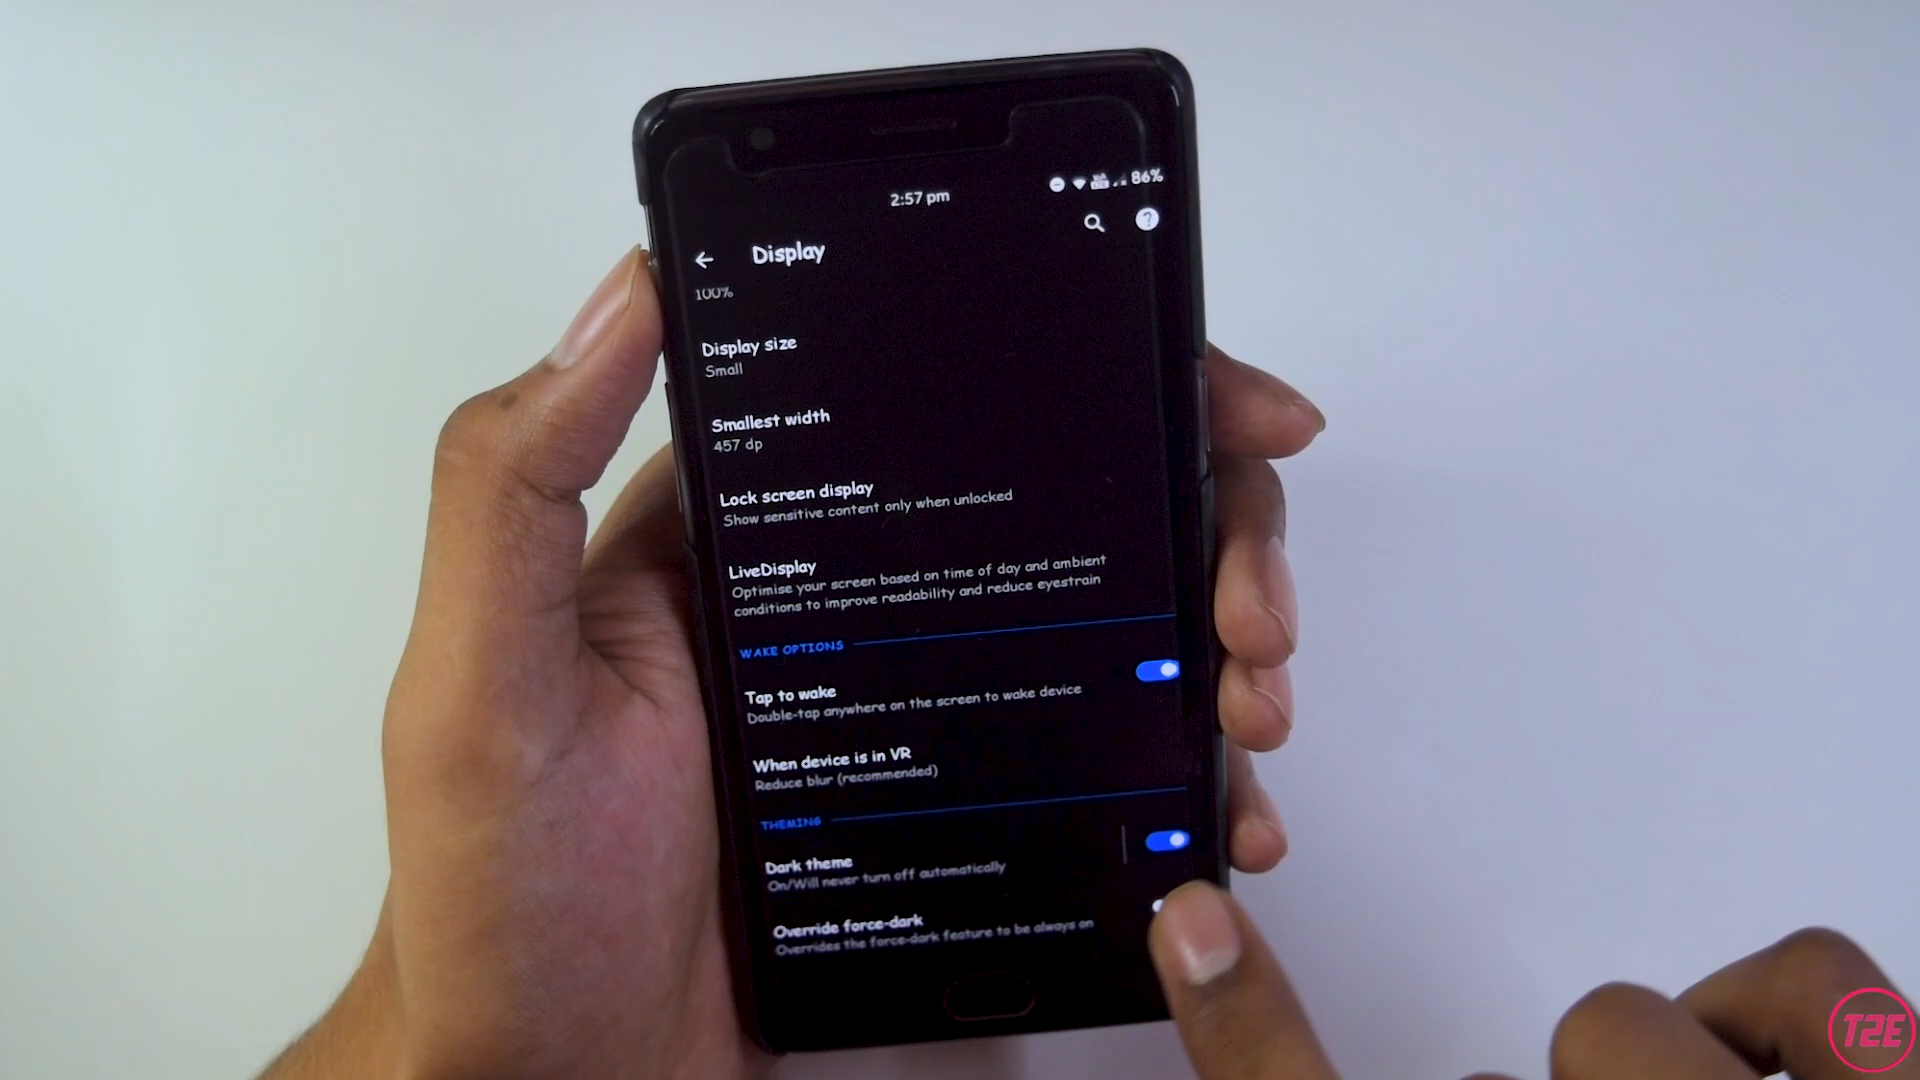 2:57 pm
86%
Display
100%
Display size
Small
Smallest width
457 dp
Lock screen display
Show sensitive content only when unlocked
LiveDisplay
Optimise your screen based on time of day and ambient
conditions to improve readability and reduce eyestrain
WAKE OPTIONS
Tap to wake
Double-tap anywhere on the screen to wake device
When device is in VR
Reduce blur (recommended)
THEMING
Dark theme
On/Will never turn off automatically
Override force-dark
Overrides the force-dark feature to be always on
T2E